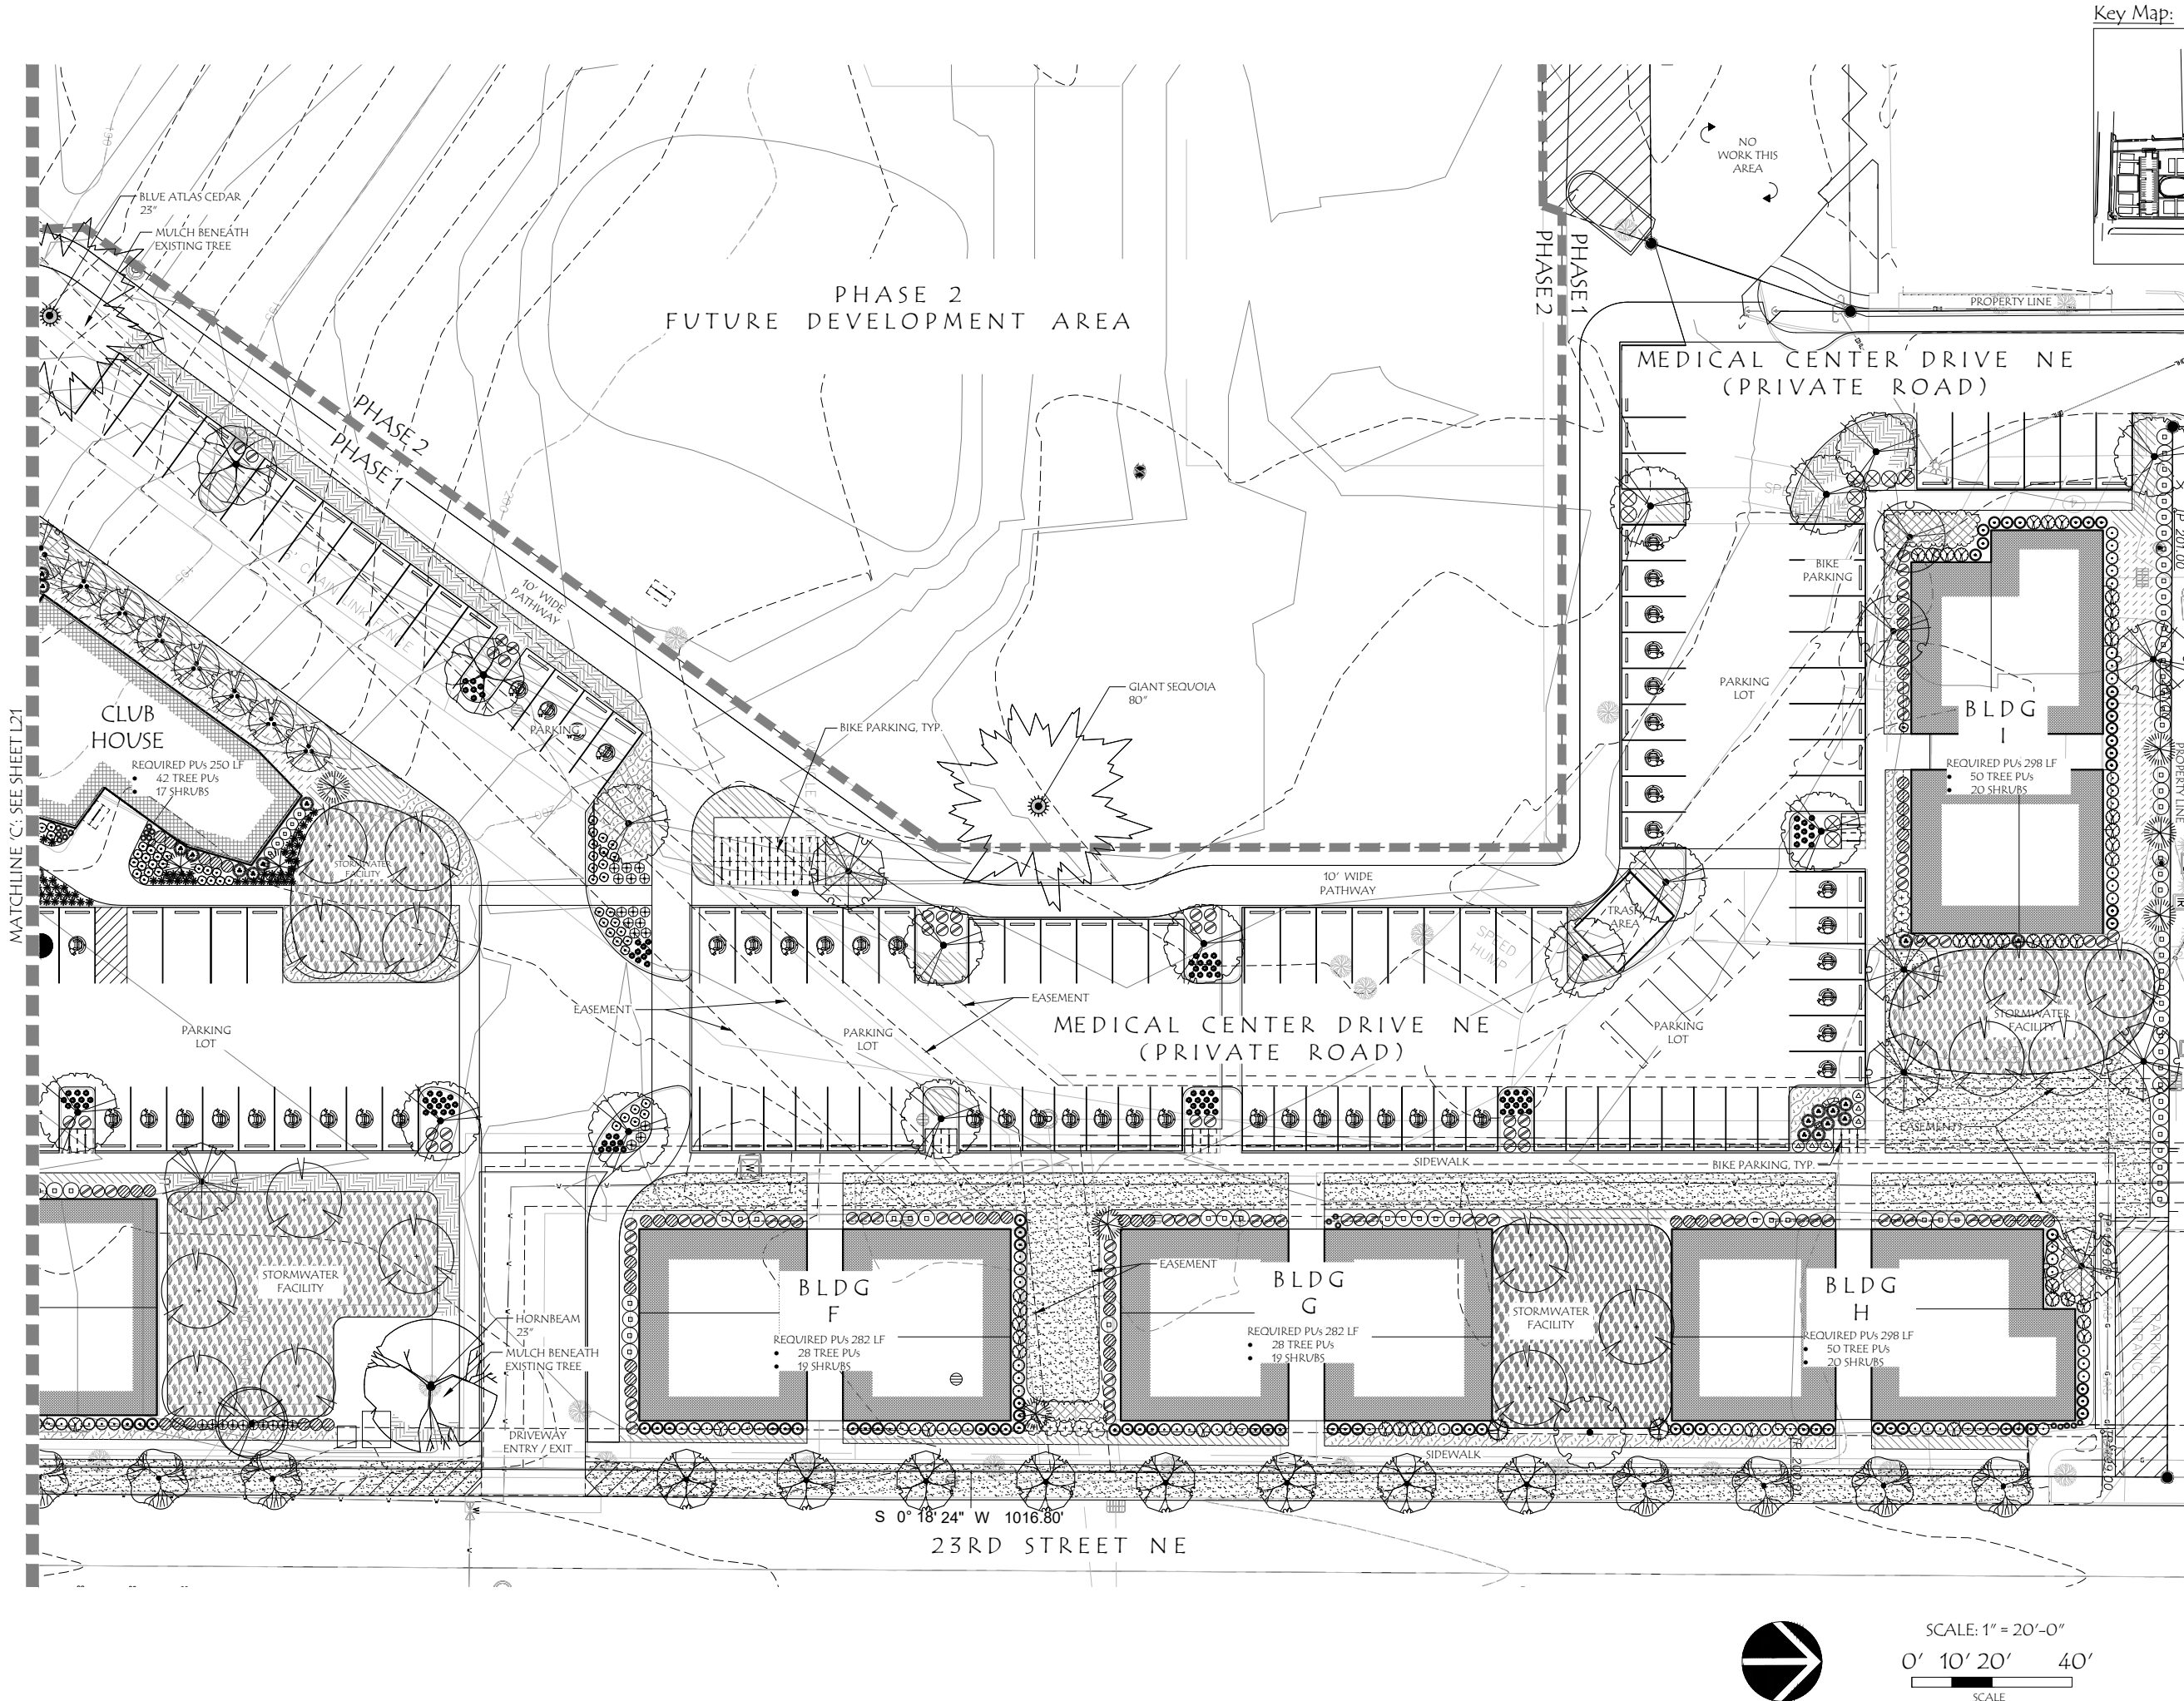 Key Map:
NO
WORK THIS
AREA
BLUE ATLAS CEDAR
23"
MULCH BENEATH
EXISTING TREE
PHASE 1
PHASE 2
PROPERTY LINE
PHASE 2
FUTURE DEVELOPMENT AREA
MEDICAL CENTER DRIVE NE
(PRIVATE ROAD)
PHASE 2
PHASE 1
10' WIDE
PATHWAY
CHAIN LINK FENCE
BIKE
PARKING
PARKING
LOT
GIANT SEQUOIA
80"
BIKE PARKING, TYP.
PARKING
CLUB
HOUSE
REQUIRED PUs 250 LF
• 42 TREE PUs
• 17 SHRUBS
BLDG
I
REQUIRED PUs 298 LF
• 50 TREE PUs
• 20 SHRUBS
PROPERTY LINE
MATCHLINE 'C': SEE SHEET L21
STORMWATER
FACILITY
10' WIDE
PATHWAY
TRASH
AREA
SPEED
HUMP
EASEMENT
EASEMENT
PARKING
LOT
PARKING
LOT
MEDICAL CENTER DRIVE NE
(PRIVATE ROAD)
PARKING
LOT
STORMWATER
FACILITY
EASEMENT
SIDEWALK
BIKE PARKING, TYP.
STORMWATER
FACILITY
HORNBEAM
23"
MULCH BENEATH
EXISTING TREE
DRIVEWAY
ENTRY / EXIT
BLDG
F
REQUIRED PUs 282 LF
• 28 TREE PUs
• 19 SHRUBS
EASEMENT
BLDG
G
REQUIRED PUs 282 LF
• 28 TREE PUs
• 19 SHRUBS
STORMWATER
FACILITY
BLDG
H
REQUIRED PUs 298 LF
• 50 TREE PUs
• 20 SHRUBS
PARKING
ENTRANCE
SIDEWALK
S 0° 18' 24" W 1016.80'
23RD STREET NE
SCALE: 1" = 20'-0"
0' 10' 20' 40'
SCALE